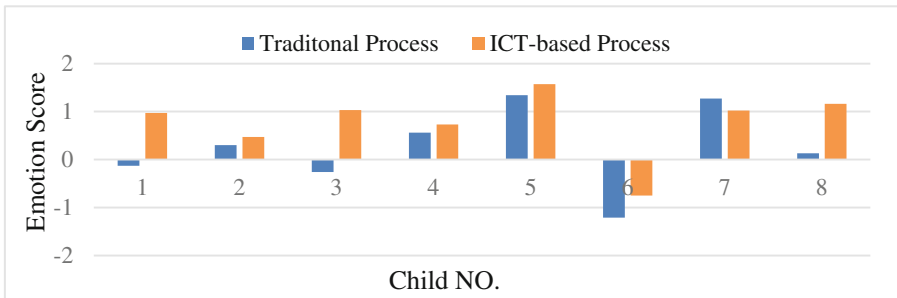 Traditonal Process ICT-based Process
Emotion Score
2
1
0
-1
-2
1 2 3 4 5 6 7 8
Child NO.